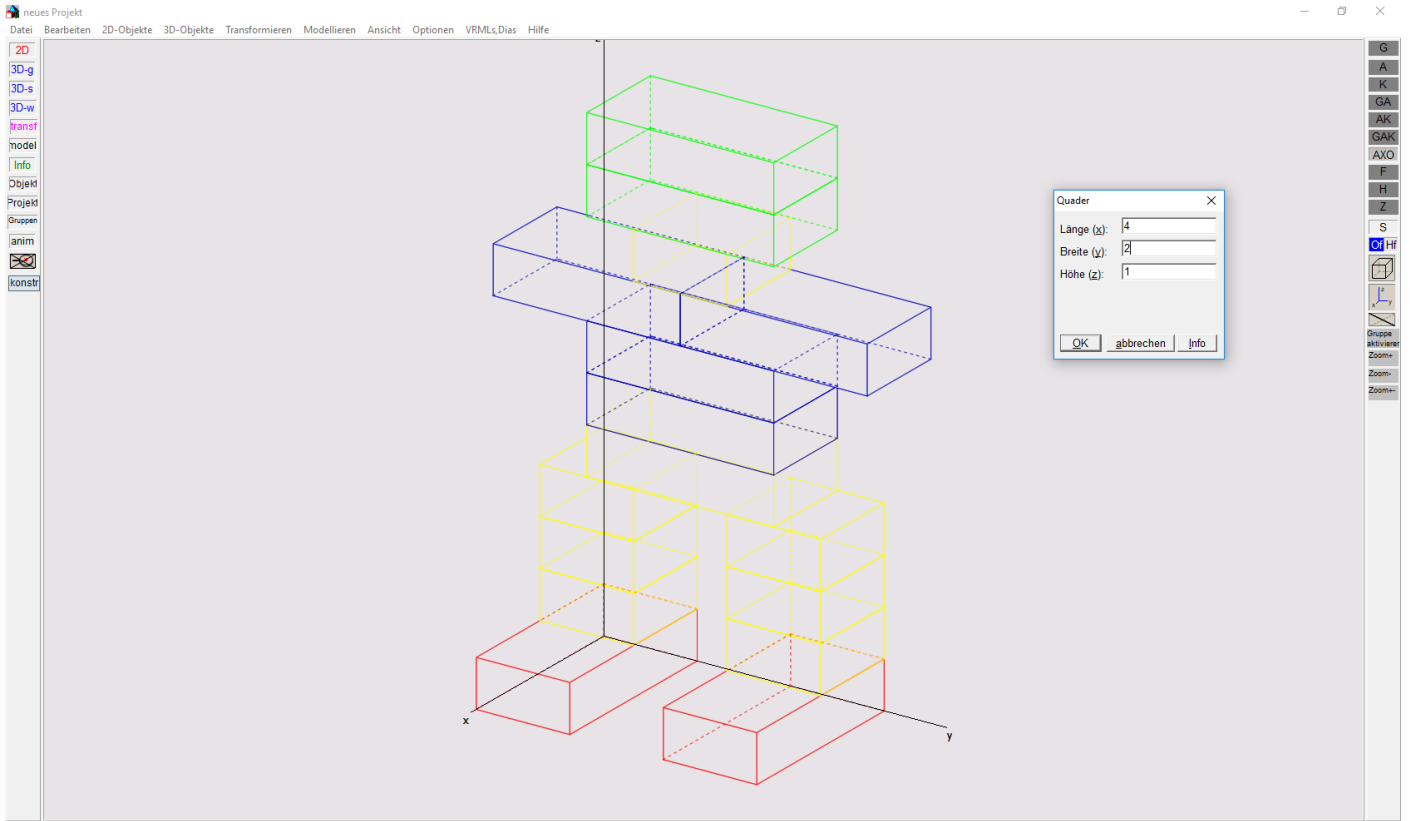 neues Projekt
Datei Bearbeiten 2D-Objekte 3D-Objekte Transformieren Modellieren Ansicht Optionen VRMLs,Dias Hilfe
2D
3D-g
3D-s
3D-w
transf
model
Info
Objekt
Projekt
Gruppen
anim
konstr
z
x
y
Quader
Länge (x): 4
Breite (y): 2
Höhe (z): 1
OK abbrechen Info
G
A
K
GA
AK
GAK
AXO
F
H
Z
S
Of Hf
z
x y
Gruppe
aktivieren
Zoom+
Zoom-
Zoom+-